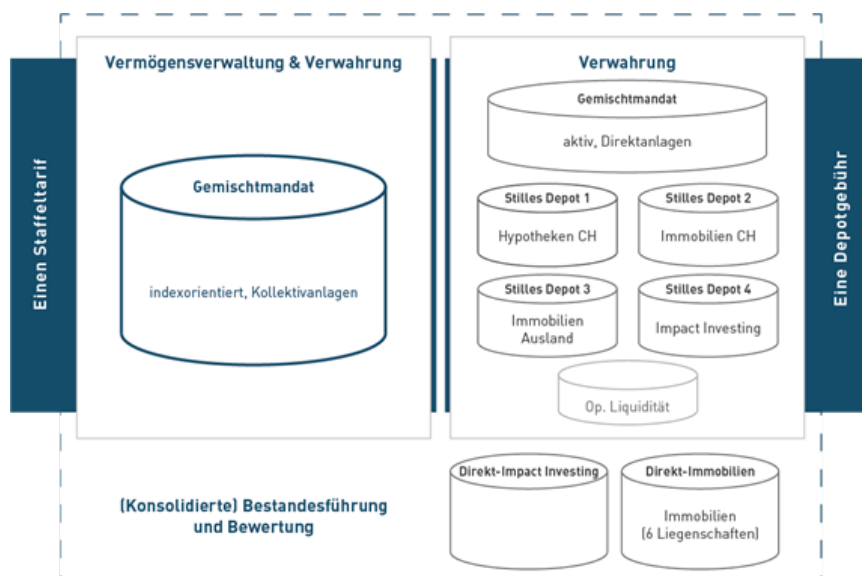 Einen Staffeltarif
Vermögensverwaltung & Verwahrung
Gemischtmandat
indexorientiert, Kollektivanlagen
Verwahrung
Gemischtmandat
aktiv, Direktanlagen
Stilles Depot 1
Hypotheken CH
Stilles Depot 2
Immobilien CH
Stilles Depot 3
Immobilien
Ausland
Stilles Depot 4
Impact Investing
Op. Liquidität
Eine Depotgebühr
(Konsolidierte) Bestandesführung
und Bewertung
Direkt-Impact Investing
Direkt-Immobilien
Immobilien
(6 Liegenschaften)